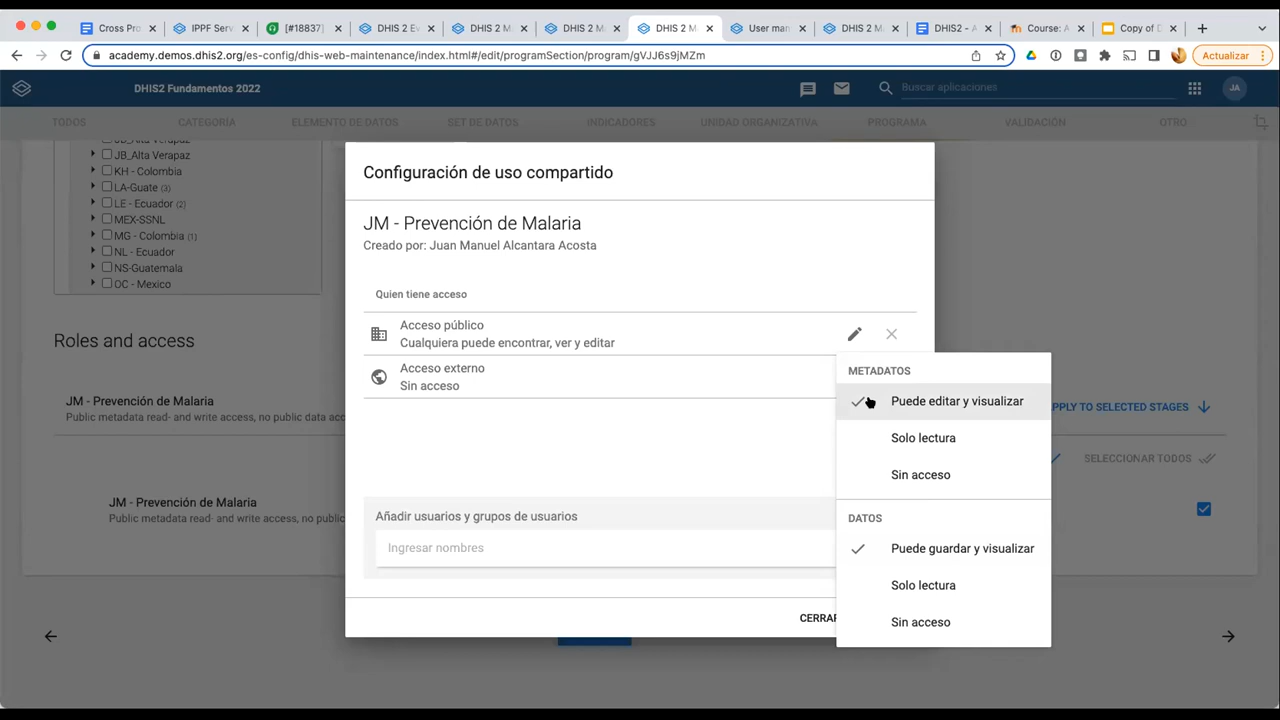 Cross Pro
IPPF Serv
[#18837]
DHIS 2 Ev
DHIS 2 Ma
DHIS 2 M
DHIS 2 M
User man
DHIS 2 M
DHIS2 - A
Course: A
Copy of D
academy.demos.dhis2.org/es-config/dhis-web-maintenance/index.html#/edit/programSection/program/gVJJ6s9jMZm
Actualizar
DHIS2 Fundamentos 2022
Buscar aplicaciones
JA
TODOS
CATEGORÍA
ELEMENTO DE DATOS
SET DE DATOS
INDICADORES
UNIDAD ORGANIZATIVA
PROGRAMA
VALIDACIÓN
OTRO
JB_Alta Verapaz
KH - Colombia
LA-Guate (3)
LE - Ecuador (2)
MEX-SSNL
MG - Colombia (1)
NL - Ecuador
NS-Guatemala
OC - Mexico
Roles and access
JM - Prevención de Malaria
Public metadata read- and write access, no public data acc
PPLY TO SELECTED STAGES
SELECCIONAR TODOS
JM - Prevención de Malaria
Public metadata read- and write access, no public
Configuración de uso compartido
JM - Prevención de Malaria
Creado por: Juan Manuel Alcantara Acosta
Quien tiene acceso
Acceso público
Cualquiera puede encontrar, ver y editar
Acceso externo
Sin acceso
Añadir usuarios y grupos de usuarios
Ingresar nombres
CERRAR
METADATOS
Puede editar y visualizar
Solo lectura
Sin acceso
DATOS
Puede guardar y visualizar
Solo lectura
Sin acceso